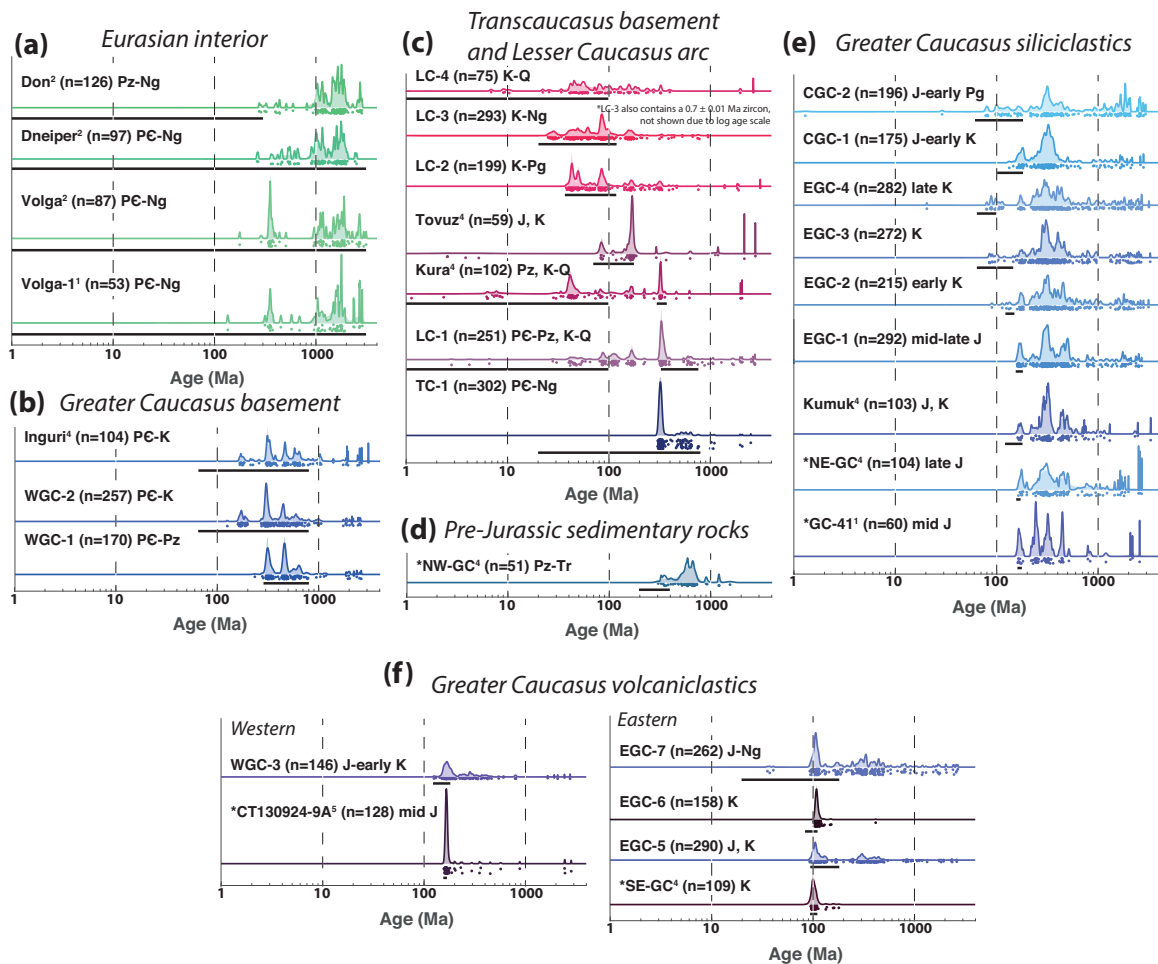 (a) Eurasian interior
Don² (n=126) Pz-Ng
Dneiper² (n=97) PЄ-Ng
Volga² (n=87) PЄ-Ng
Volga-1¹ (n=53) PЄ-Ng
1 10 100 1000
Age (Ma)
(b) Greater Caucasus basement
Inguri⁴ (n=104) PЄ-K
WGC-2 (n=257) PЄ-K
WGC-1 (n=170) PЄ-Pz
1 10 100 1000
Age (Ma)
(c) Transcaucasus basement
and Lesser Caucasus arc
LC-4 (n=75) K-Q
*LC-3 also contains a 0.7 ± 0.01 Ma zircon,
not shown due to log age scale
LC-3 (n=293) K-Ng
LC-2 (n=199) K-Pg
Tovuz⁴ (n=59) J, K
Kura⁴ (n=102) Pz, K-Q
LC-1 (n=251) PЄ-Pz, K-Q
TC-1 (n=302) PЄ-Ng
1 10 100 1000
Age (Ma)
(d) Pre-Jurassic sedimentary rocks
*NW-GC⁴ (n=51) Pz-Tr
1 10 100 1000
Age (Ma)
(e) Greater Caucasus siliciclastics
CGC-2 (n=196) J-early Pg
CGC-1 (n=175) J-early K
EGC-4 (n=282) late K
EGC-3 (n=272) K
EGC-2 (n=215) early K
EGC-1 (n=292) mid-late J
Kumuk⁴ (n=103) J, K
*NE-GC⁴ (n=104) late J
*GC-41¹ (n=60) mid J
1 10 100 1000
Age (Ma)
(f) Greater Caucasus volcaniclastics
Western
WGC-3 (n=146) J-early K
*CT130924-9A⁵ (n=128) mid J
1 10 100 1000
Age (Ma)
Eastern
EGC-7 (n=262) J-Ng
EGC-6 (n=158) K
EGC-5 (n=290) J, K
*SE-GC⁴ (n=109) K
1 10 100 1000
Age (Ma)